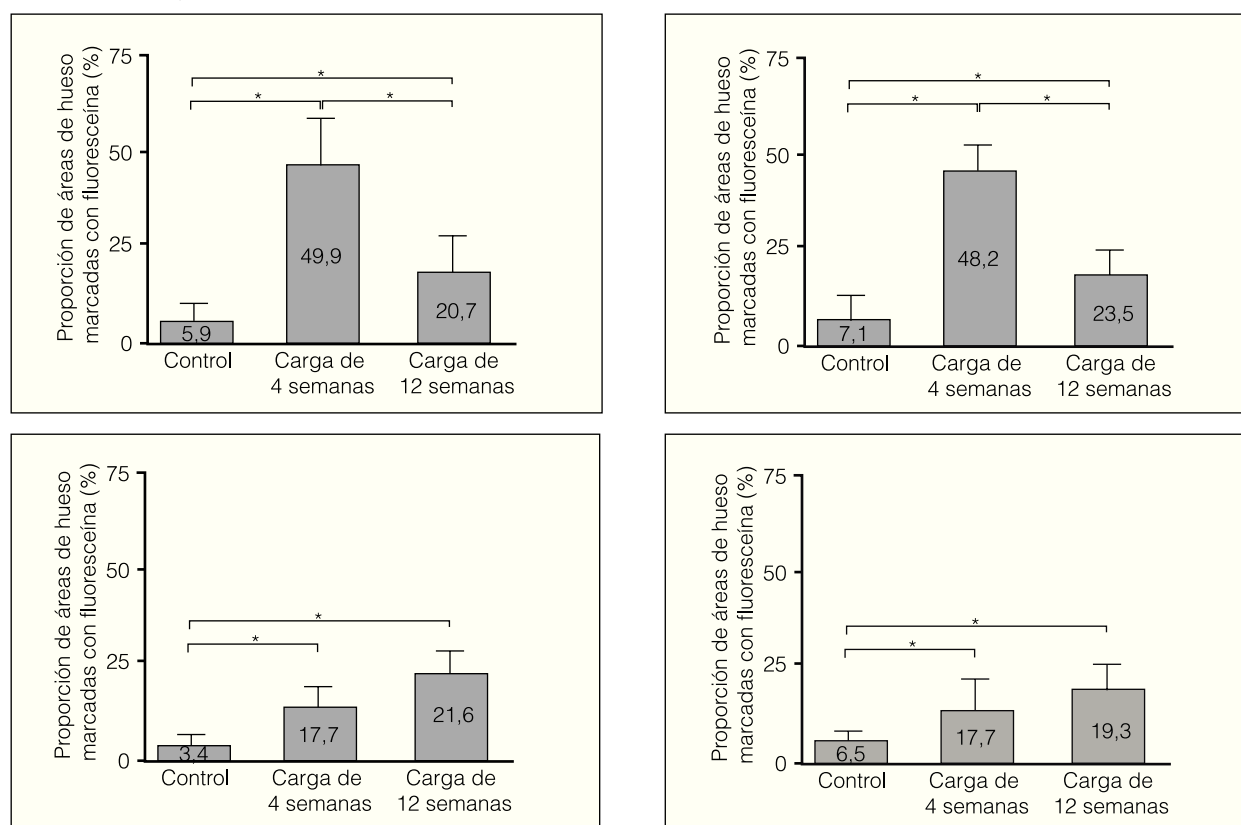 Proporción de áreas de hueso
marcadas con fluoresceína (%)
75
50
25
0
*
*
*
5,9
49,9
20,7
Control
Carga de
4 semanas
Carga de
12 semanas
Proporción de áreas de hueso
marcadas con fluoresceína (%)
75
50
25
0
*
*
*
7,1
48,2
23,5
Control
Carga de
4 semanas
Carga de
12 semanas
Proporción de áreas de hueso
marcadas con fluoresceína (%)
75
50
25
0
*
*
3,4
17,7
21,6
Control
Carga de
4 semanas
Carga de
12 semanas
Proporción de áreas de hueso
marcadas con fluoresceína (%)
75
50
25
0
*
*
6,5
17,7
19,3
Control
Carga de
4 semanas
Carga de
12 semanas